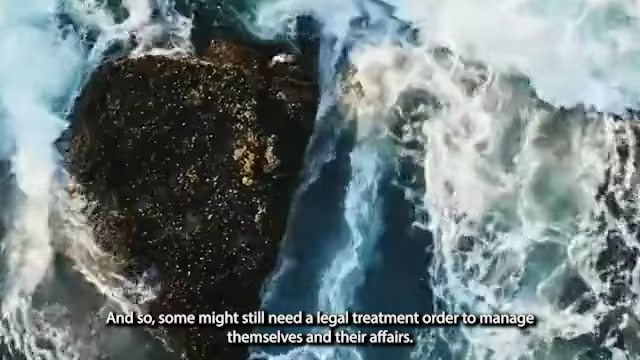 And so, some might still need a legal treatment order to manage
themselves and their affairs.